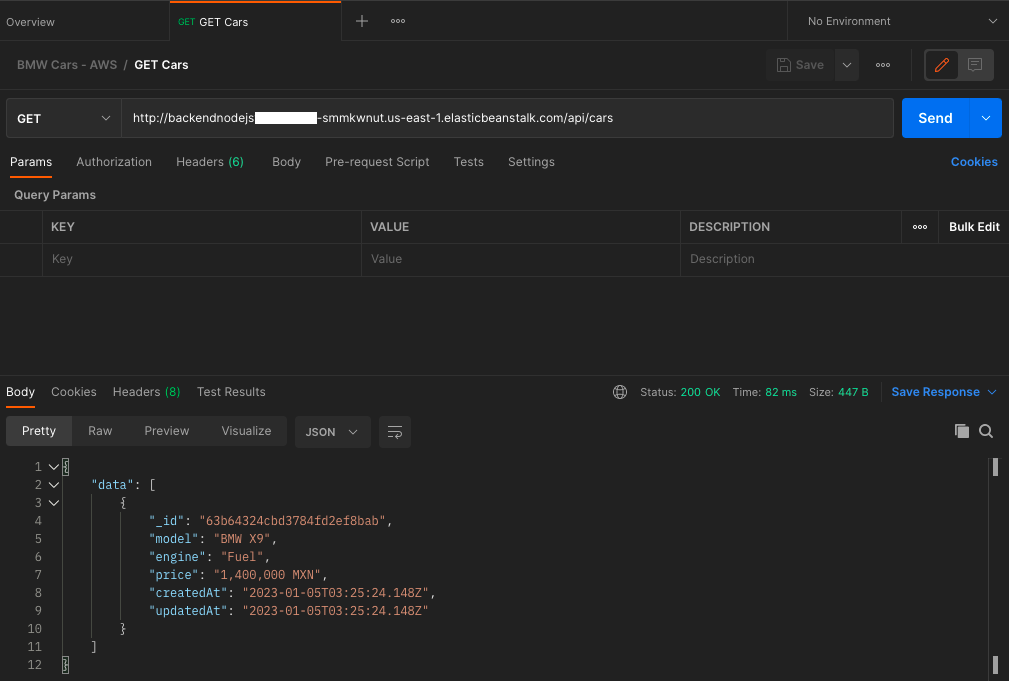 Overview
GET GET Cars
No Environment
BMW Cars - AWS / GET Cars
Save
GET
http://backendnodejs -smmkwnut.us-east-1.elasticbeanstalk.com/api/cars
Send
Params Authorization Headers (6) Body Pre-request Script Tests Settings Cookies
Query Params
KEY VALUE DESCRIPTION Bulk Edit
Key Value Description
Body Cookies Headers (8) Test Results Status: 200 OK Time: 82 ms Size: 447 B Save Response
Pretty Raw Preview Visualize JSON
1 {
2 "data": [
3 {
4 "_id": "63b64324cbd3784fd2ef8bab",
5 "model": "BMW X9",
6 "engine": "Fuel",
7 "price": "1,400,000 MXN",
8 "createdAt": "2023-01-05T03:25:24.148Z",
9 "updatedAt": "2023-01-05T03:25:24.148Z"
10 }
11 ]
12 }